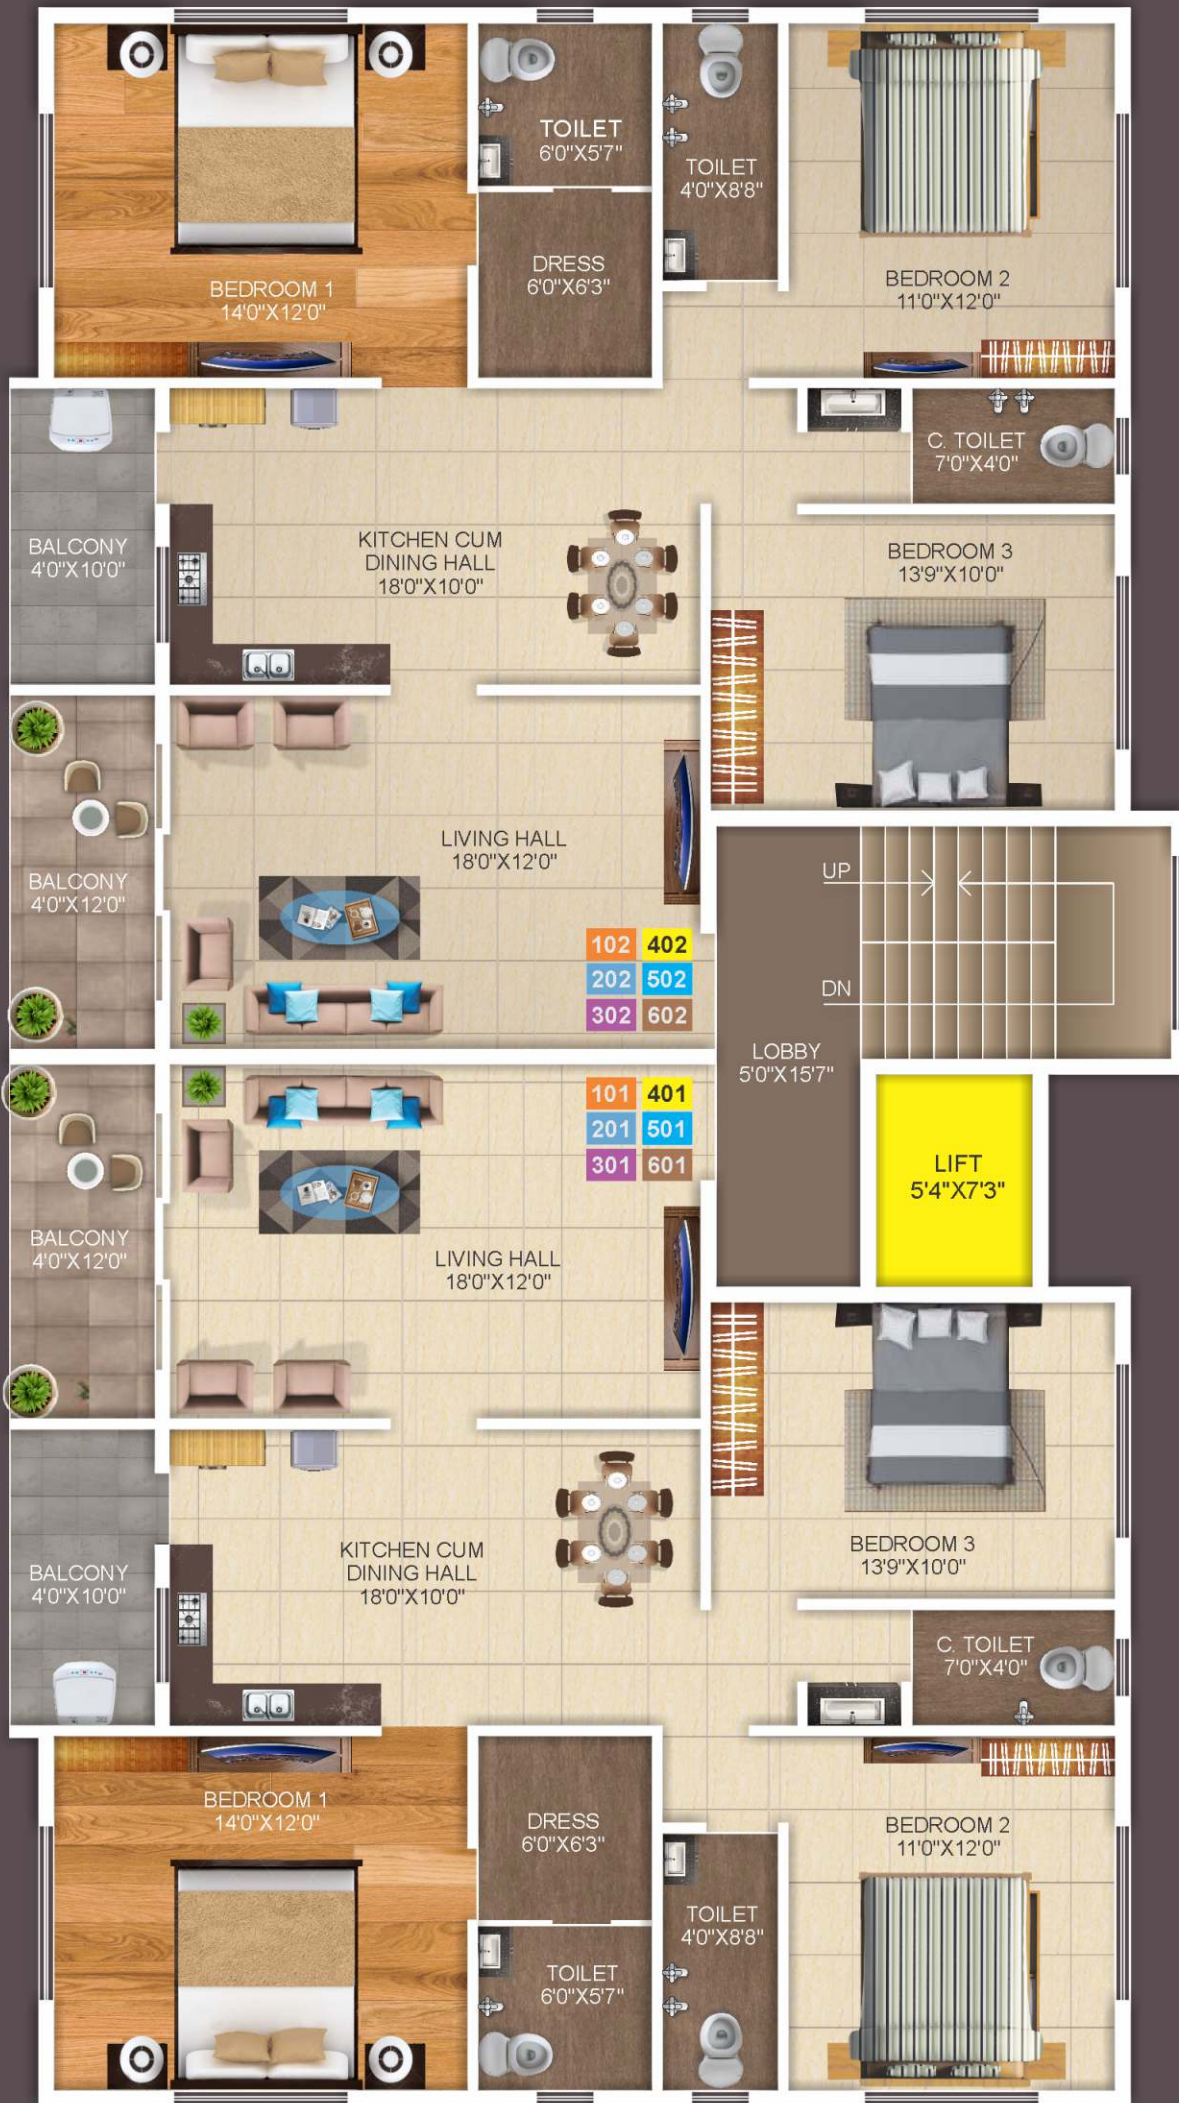 TOILET
6'0"X5'7"
TOILET
4'0"X8'8"
DRESS
6'0"X6'3"
BEDROOM 1
14'0"X12'0"
BEDROOM 2
11'0"X12'0"
C. TOILET
7'0"X4'0"
BALCONY
4'0"X10'0"
KITCHEN CUM
DINING HALL
18'0"X10'0"
BEDROOM 3
13'9"X10'0"
LIVING HALL
18'0"X12'0"
BALCONY
4'0"X12'0"
UP
DN
102 402
202 502
302 602
LOBBY
5'0"X15'7"
101 401
201 501
301 601
LIFT
5'4"X7'3"
BALCONY
4'0"X12'0"
LIVING HALL
18'0"X12'0"
BALCONY
4'0"X10'0"
KITCHEN CUM
DINING HALL
18'0"X10'0"
BEDROOM 3
13'9"X10'0"
C. TOILET
7'0"X4'0"
BEDROOM 1
14'0"X12'0"
DRESS
6'0"X6'3"
BEDROOM 2
11'0"X12'0"
TOILET
4'0"X8'8"
TOILET
6'0"X5'7"